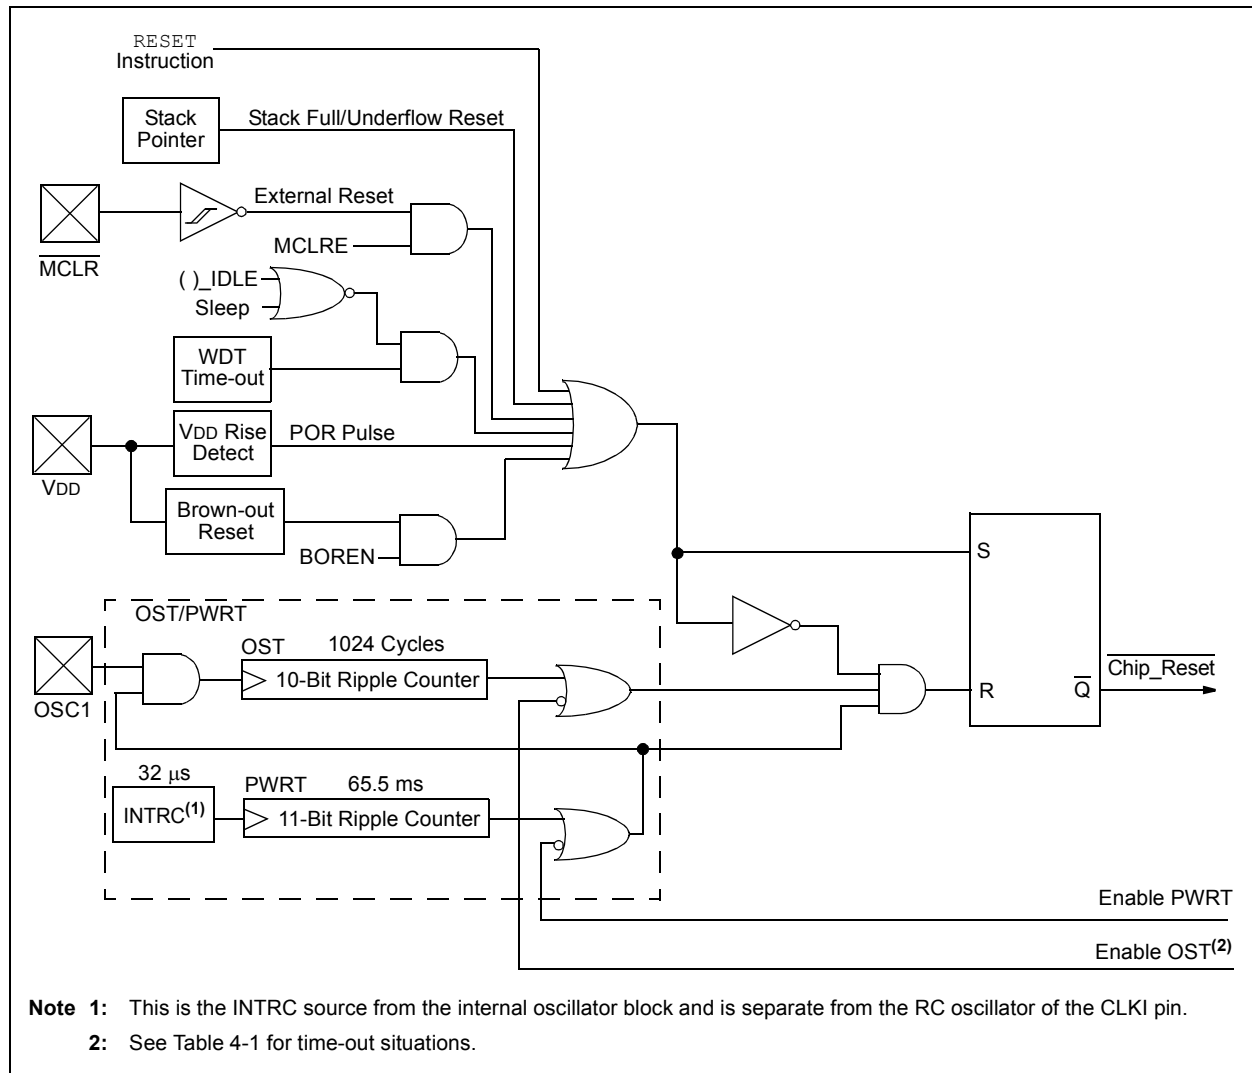 RESET
Instruction
Stack
Pointer
Stack Full/Underflow Reset
External Reset
MCLRE
MCLR
( )_IDLE
Sleep
WDT
Time-out
VDD Rise
Detect
POR Pulse
VDD
Brown-out
Reset
BOREN
S
OST/PWRT
OST
1024 Cycles
10-Bit Ripple Counter
OSC1
R
Q
Chip_Reset
32 μs
INTRC(1)
PWRT
65.5 ms
11-Bit Ripple Counter
Enable PWRT
Enable OST(2)
Note 1: This is the INTRC source from the internal oscillator block and is separate from the RC oscillator of the CLKI pin.
2: See Table 4-1 for time-out situations.